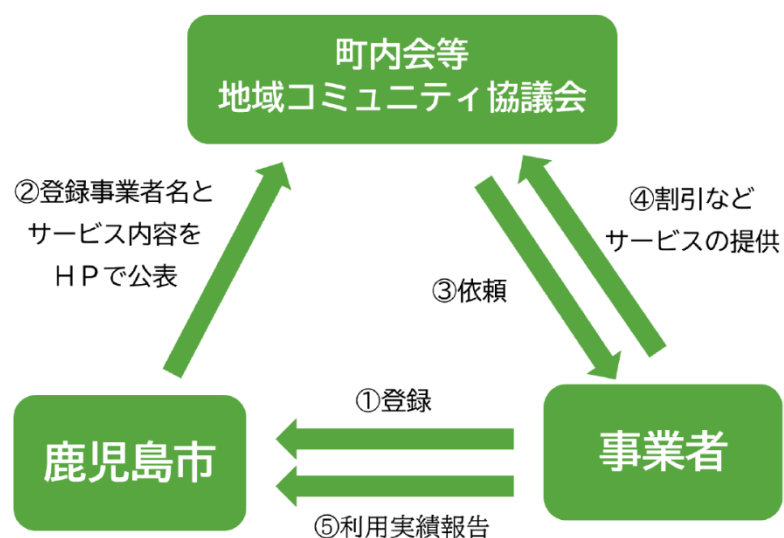 町内会等
地域コミュニティ協議会
②登録事業者名と
サービス内容を
ＨＰで公表
④割引など
サービスの提供
③依頼
①登録
鹿児島市
事業者
⑤利用実績報告